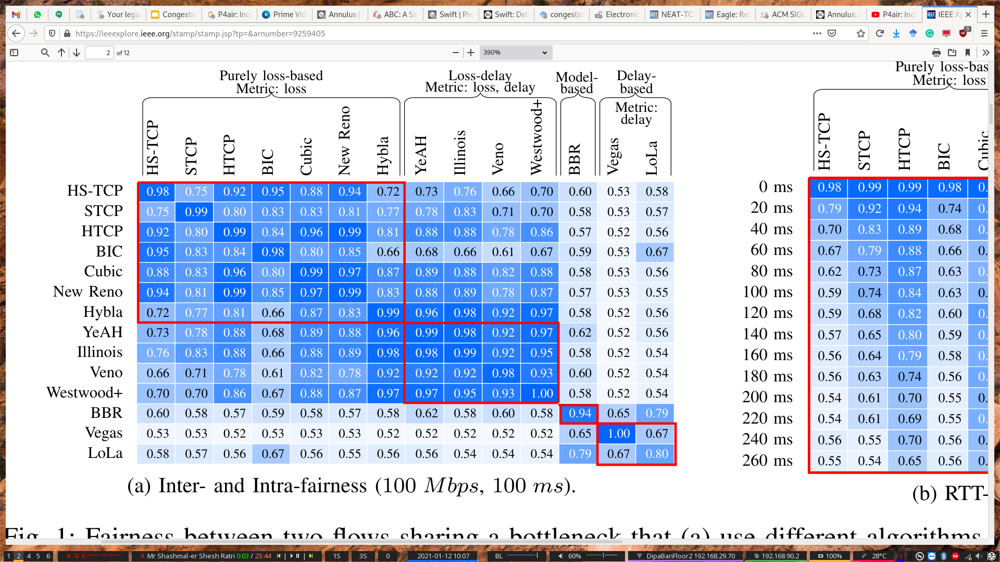 Your lega
Congestic
P4air: Incr
Prime Vid
Annulus |
ABC: A Sir
Swift | Pro
Swift: Del
congestio
Electronic
NEAT-TCP
Eagle: Ref
ACM SIGC
Annulus: A
P4air: Incr
IEEE Xp
https://ieeexplore.ieee.org/stamp/stamp.jsp?tp=&arnumber=9259405
9
2 of 12
390%
Purely loss-based
Metric: loss
Loss-delay
Metric: loss, delay
Model-
based
Delay-
based
Metric:
delay
HS-TCP STCP HTCP BIC Cubic New Reno Hybla YeAH Illinois Veno Westwood+ BBR Vegas LoLa
HS-TCP 0.98 0.75 0.92 0.95 0.88 0.94 0.72 0.73 0.76 0.66 0.70 0.60 0.53 0.58
STCP 0.75 0.99 0.80 0.83 0.83 0.81 0.77 0.78 0.83 0.71 0.70 0.58 0.53 0.57
HTCP 0.92 0.80 0.99 0.84 0.96 0.99 0.81 0.88 0.88 0.78 0.86 0.57 0.52 0.56
BIC 0.95 0.83 0.84 0.98 0.80 0.85 0.66 0.68 0.66 0.61 0.67 0.59 0.53 0.67
Cubic 0.88 0.83 0.96 0.80 0.99 0.97 0.87 0.89 0.88 0.82 0.88 0.58 0.53 0.56
New Reno 0.94 0.81 0.99 0.85 0.97 0.99 0.83 0.88 0.89 0.78 0.87 0.57 0.53 0.55
Hybla 0.72 0.77 0.81 0.66 0.87 0.83 0.99 0.96 0.98 0.92 0.97 0.58 0.52 0.56
YeAH 0.73 0.78 0.88 0.68 0.89 0.88 0.96 0.99 0.98 0.92 0.97 0.62 0.52 0.56
Illinois 0.76 0.83 0.88 0.66 0.88 0.89 0.98 0.98 0.99 0.92 0.95 0.58 0.52 0.54
Veno 0.66 0.71 0.78 0.61 0.82 0.78 0.92 0.92 0.92 0.98 0.93 0.60 0.52 0.54
Westwood+ 0.70 0.70 0.86 0.67 0.88 0.87 0.97 0.97 0.95 0.93 1.00 0.58 0.52 0.54
BBR 0.60 0.58 0.57 0.59 0.58 0.57 0.58 0.62 0.58 0.60 0.58 0.94 0.65 0.79
Vegas 0.53 0.53 0.52 0.53 0.53 0.53 0.52 0.52 0.52 0.52 0.52 0.65 1.00 0.67
LoLa 0.58 0.57 0.56 0.67 0.56 0.55 0.56 0.56 0.54 0.54 0.54 0.79 0.67 0.80
(a) Inter- and Intra-fairness (100 Mbps, 100 ms).
Purely loss-bas
Metric: loss
HS-TCP STCP HTCP BIC Cubic
0 ms 0.98 0.99 0.99 0.98 0.
20 ms 0.79 0.92 0.94 0.74 0.
40 ms 0.70 0.83 0.89 0.68 0.
60 ms 0.67 0.79 0.88 0.66 0.
80 ms 0.62 0.73 0.87 0.63 0.
100 ms 0.59 0.74 0.84 0.63 0.
120 ms 0.59 0.68 0.82 0.60 0.
140 ms 0.57 0.65 0.80 0.59 0.
160 ms 0.56 0.64 0.79 0.58 0.
180 ms 0.56 0.63 0.74 0.56 0.
200 ms 0.54 0.61 0.70 0.55 0.
220 ms 0.54 0.61 0.69 0.55 0.
240 ms 0.56 0.55 0.70 0.56 0.
260 ms 0.55 0.54 0.65 0.56 0.
(b) RTT-
Fig. 1: Fairness between two flows sharing a bottleneck that (a) use different algorithms
1 2 4 5 6 0 Mr Shashmal-er Shesh Ratri 0:03 / 23:44 1S 3S 0 2021-01-12 10:07 BL 60% DipaBariFloor2 192.168.29.70 192.168.90.2 100% 28°C x